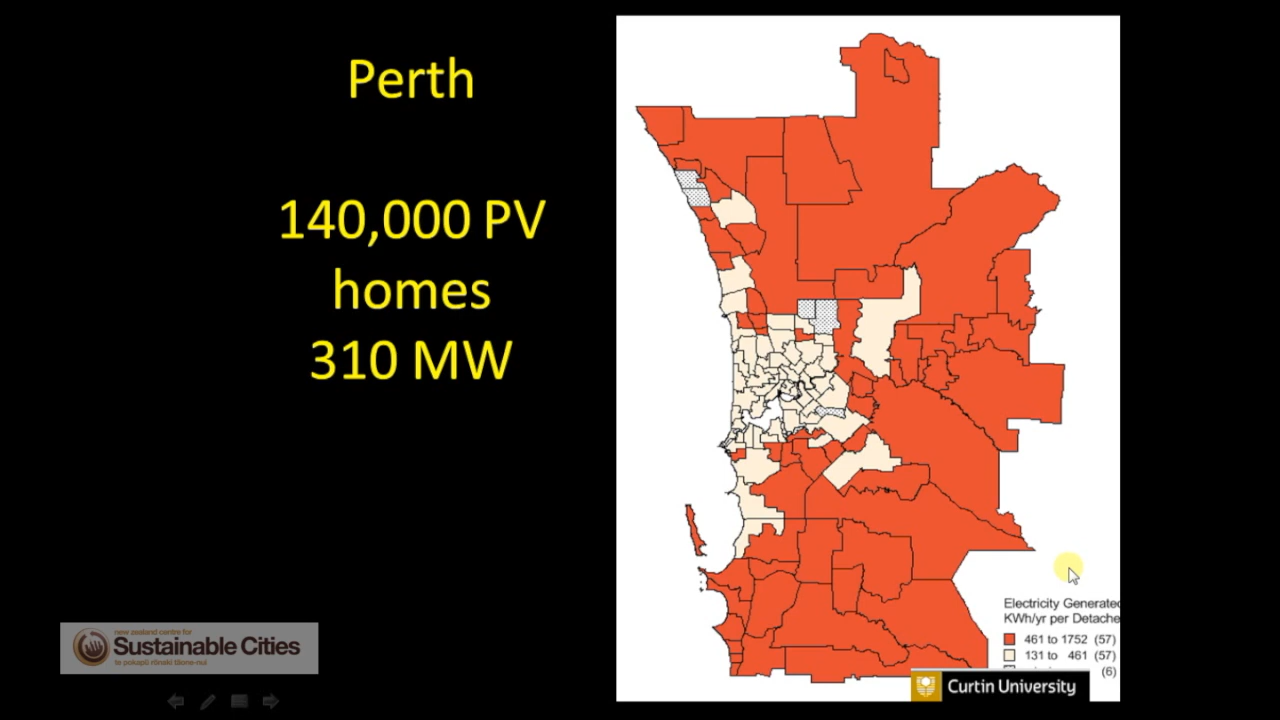 Perth
140,000 PV
homes
310 MW
Electricity Generated
KWh/yr per Detache
461 to 1752 (57)
131 to 461 (57)
(6)
new zealand centre for
Sustainable Cities
Curtin University